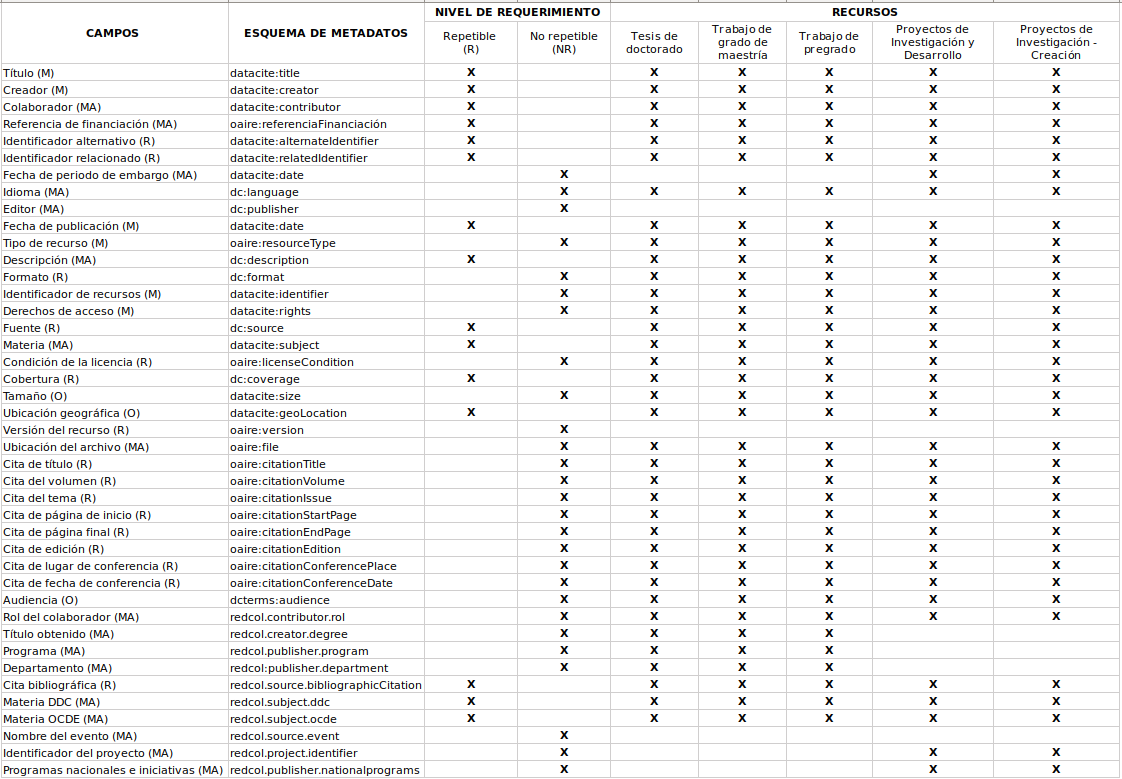 NIVEL DE REQUERIMIENTO RECURSOS
CAMPOS ESQUEMA DE METADATOS Repetible (R) No repetible (NR) Tesis de doctorado Trabajo de grado de maestría Trabajo de pregrado Proyectos de Investigación y Desarrollo Proyectos de Investigación - Creación
Título (M) datacite:title X X X X X X
Creador (M) datacite:creator X X X X X X
Colaborador (MA) datacite:contributor X X X X X X
Referencia de financiación (MA) oaire:referenciaFinanciación X X X X X X
Identificador alternativo (R) datacite:alternateIdentifier X X X X X X
Identificador relacionado (R) datacite:relatedIdentifier X X X X X X
Fecha de periodo de embargo (MA) datacite:date X X X
Idioma (MA) dc:language X X X X X X
Editor (MA) dc:publisher X
Fecha de publicación (M) datacite:date X X X X X X
Tipo de recurso (M) oaire:resourceType X X X X X X
Descripción (MA) dc:description X X X X X X
Formato (R) dc:format X X X X X X
Identificador de recursos (M) datacite:identifier X X X X X X
Derechos de acceso (M) datacite:rights X X X X X X
Fuente (R) dc:source X X X X X X
Materia (MA) datacite:subject X X X X X X
Condición de la licencia (R) oaire:licenseCondition X X X X X X
Cobertura (R) dc:coverage X X X X X X
Tamaño (O) datacite:size X X X X X X
Ubicación geográfica (O) datacite:geoLocation X X X X X X
Versión del recurso (R) oaire:version X
Ubicación del archivo (MA) oaire:file X X X X X X
Cita de título (R) oaire:citationTitle X X X X X X
Cita del volumen (R) oaire:citationVolume X X X X X X
Cita del tema (R) oaire:citationIssue X X X X X X
Cita de página de inicio (R) oaire:citationStartPage X X X X X X
Cita de página final (R) oaire:citationEndPage X X X X X X
Cita de edición (R) oaire:citationEdition X X X X X X
Cita de lugar de conferencia (R) oaire:citationConferencePlace X X X X X X
Cita de fecha de conferencia (R) oaire:citationConferenceDate X X X X X X
Audiencia (O) dcterms:audience X X X X X X
Rol del colaborador (MA) redcol.contributor.rol X X X X X X
Título obtenido (MA) redcol.creator.degree X X X X
Programa (MA) redcol.publisher.program X X X X
Departamento (MA) redcol:publisher.department X X X X
Cita bibliográfica (R) redcol.source.bibliographicCitation X X X X X X
Materia DDC (MA) redcol.subject.ddc X X X X X X
Materia OCDE (MA) redcol.subject.ocde X X X X X X
Nombre del evento (MA) redcol.source.event X
Identificador del proyecto (MA) redcol.project.identifier X X X
Programas nacionales e iniciativas (MA) redcol.publisher.nationalprograms X X X